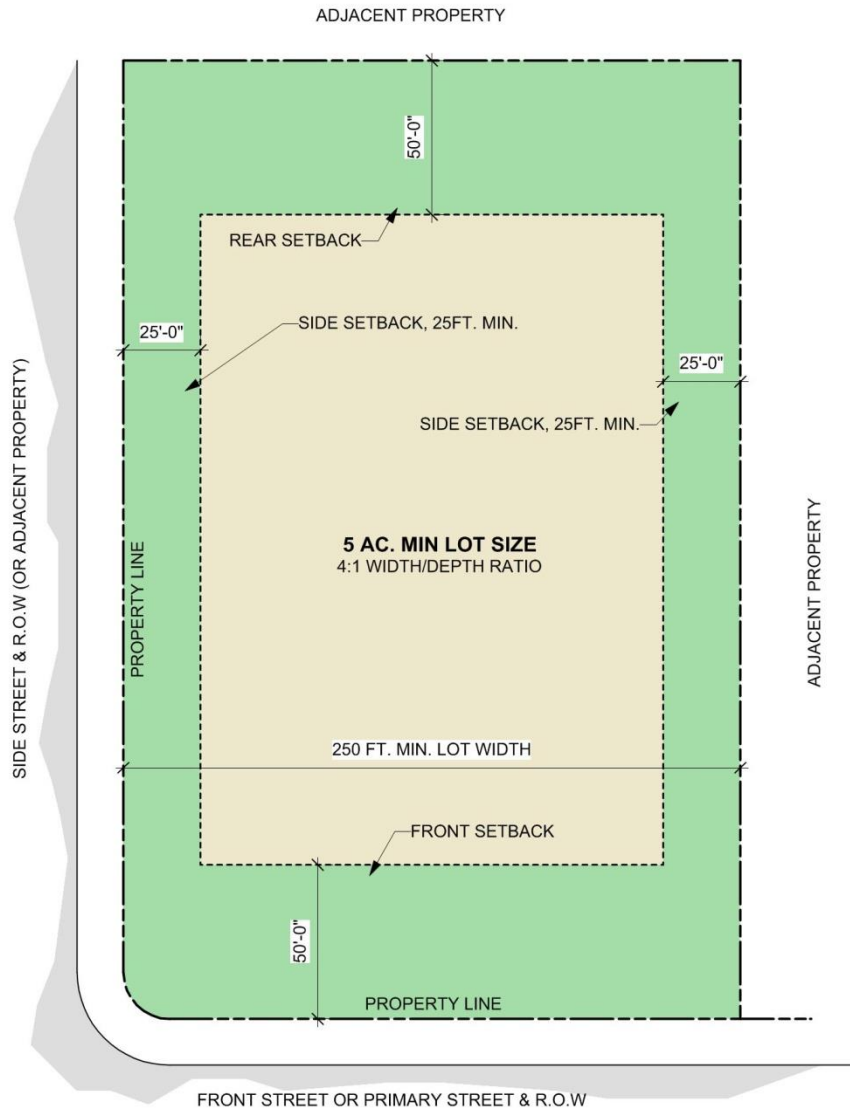 ADJACENT PROPERTY
50'-0"
REAR SETBACK
SIDE SETBACK, 25FT. MIN.
25'-0"
25'-0"
SIDE SETBACK, 25FT. MIN.
SIDE STREET & R.O.W (OR ADJACENT PROPERTY)
PROPERTY LINE
5 AC. MIN LOT SIZE
4:1 WIDTH/DEPTH RATIO
ADJACENT PROPERTY
250 FT. MIN. LOT WIDTH
FRONT SETBACK
50'-0"
PROPERTY LINE
FRONT STREET OR PRIMARY STREET & R.O.W